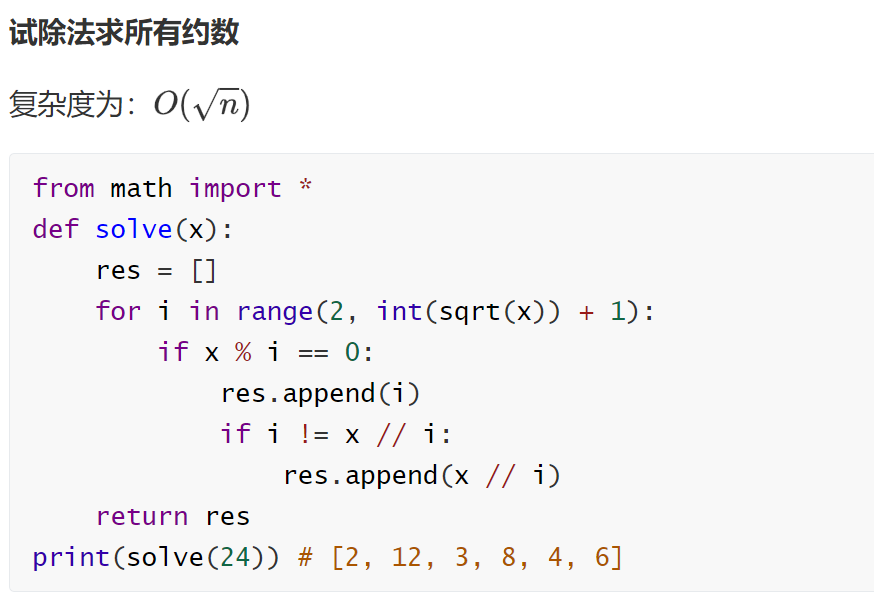 试除法求所有约数
复杂度为：O(√n)
from math import *
def solve(x):
    res = []
    for i in range(2, int(sqrt(x)) + 1):
        if x % i == 0:
            res.append(i)
            if i != x // i:
                res.append(x // i)
    return res
print(solve(24)) # [2, 12, 3, 8, 4, 6]